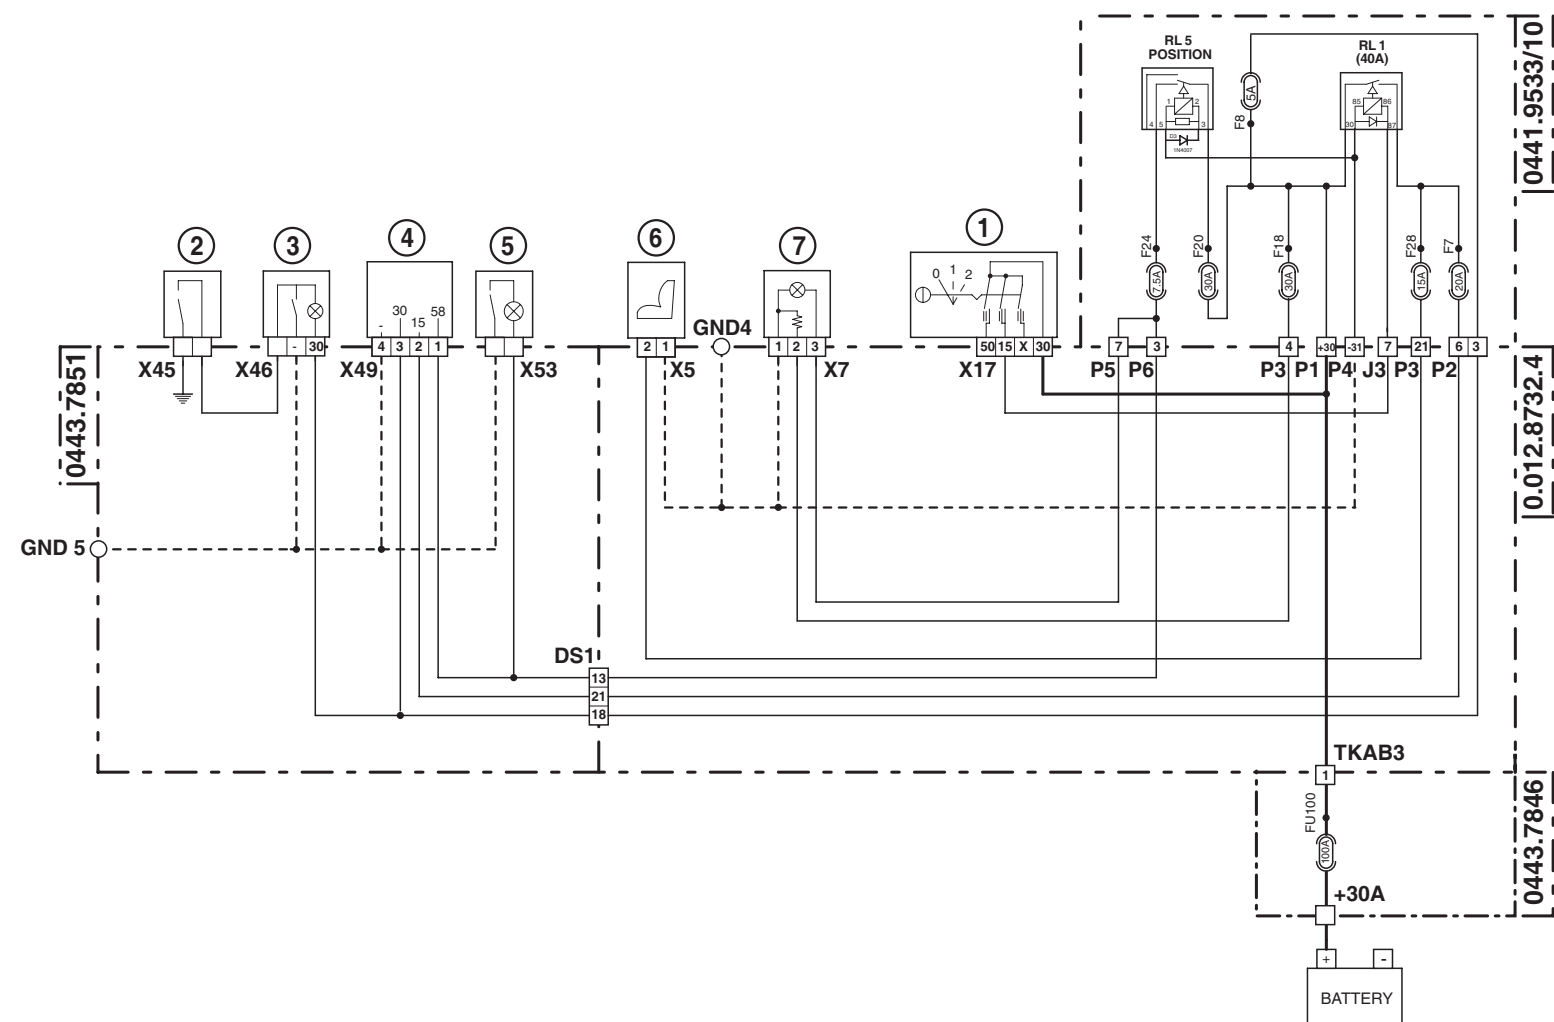 RL 5
POSITION
RL 1
(40A)
5A
F8
1 2
4 5 3
D3
IN4007
85 86
30 87
0441.9533/10
F24
7.5A
F20
30A
F18
30A
F28
15A
F7
20A
2
3
4
5
6
7
1
0 1 2
30
58
15
-
GND4
- 30
4 3 2 1
2 1
1 2 3
50 15 X 30
7
3
4
+30
-31
7
21
6 3
X45
X46
X49
X53
X5
X7
X17
P5
P6
P3
P1
P4
J3
P3
P2
0443.7851
0.012.8732.4
GND 5
DS1
13
21
18
TKAB3
1
FU100
100A
0443.7846
+30A
+ -
BATTERY